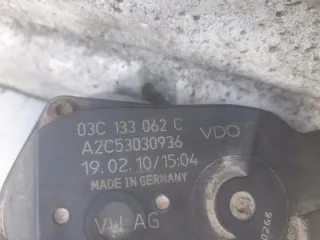 03C 133 062 C
VDO
A2C53030936
19.02.10/15:04
MADE IN GERMANY
VW AG